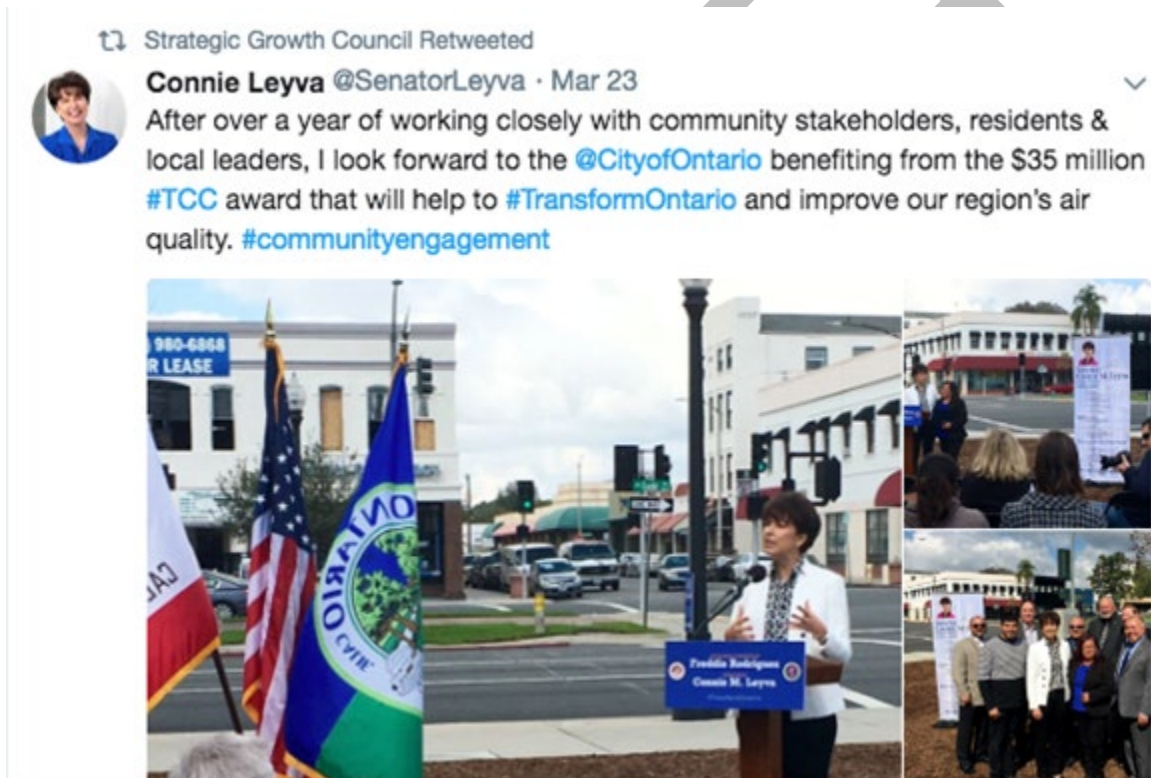 Strategic Growth Council Retweeted
Connie Leyva @SenatorLeyva · Mar 23
After over a year of working closely with community stakeholders, residents &
local leaders, I look forward to the @CityofOntario benefiting from the $35 million
#TCC award that will help to #TransformOntario and improve our region's air
quality. #communityengagement
) 980-6868
R LEASE
ONTARIO
CALIF
CAL
Freddie Rodriguez
Connie M. Leyva